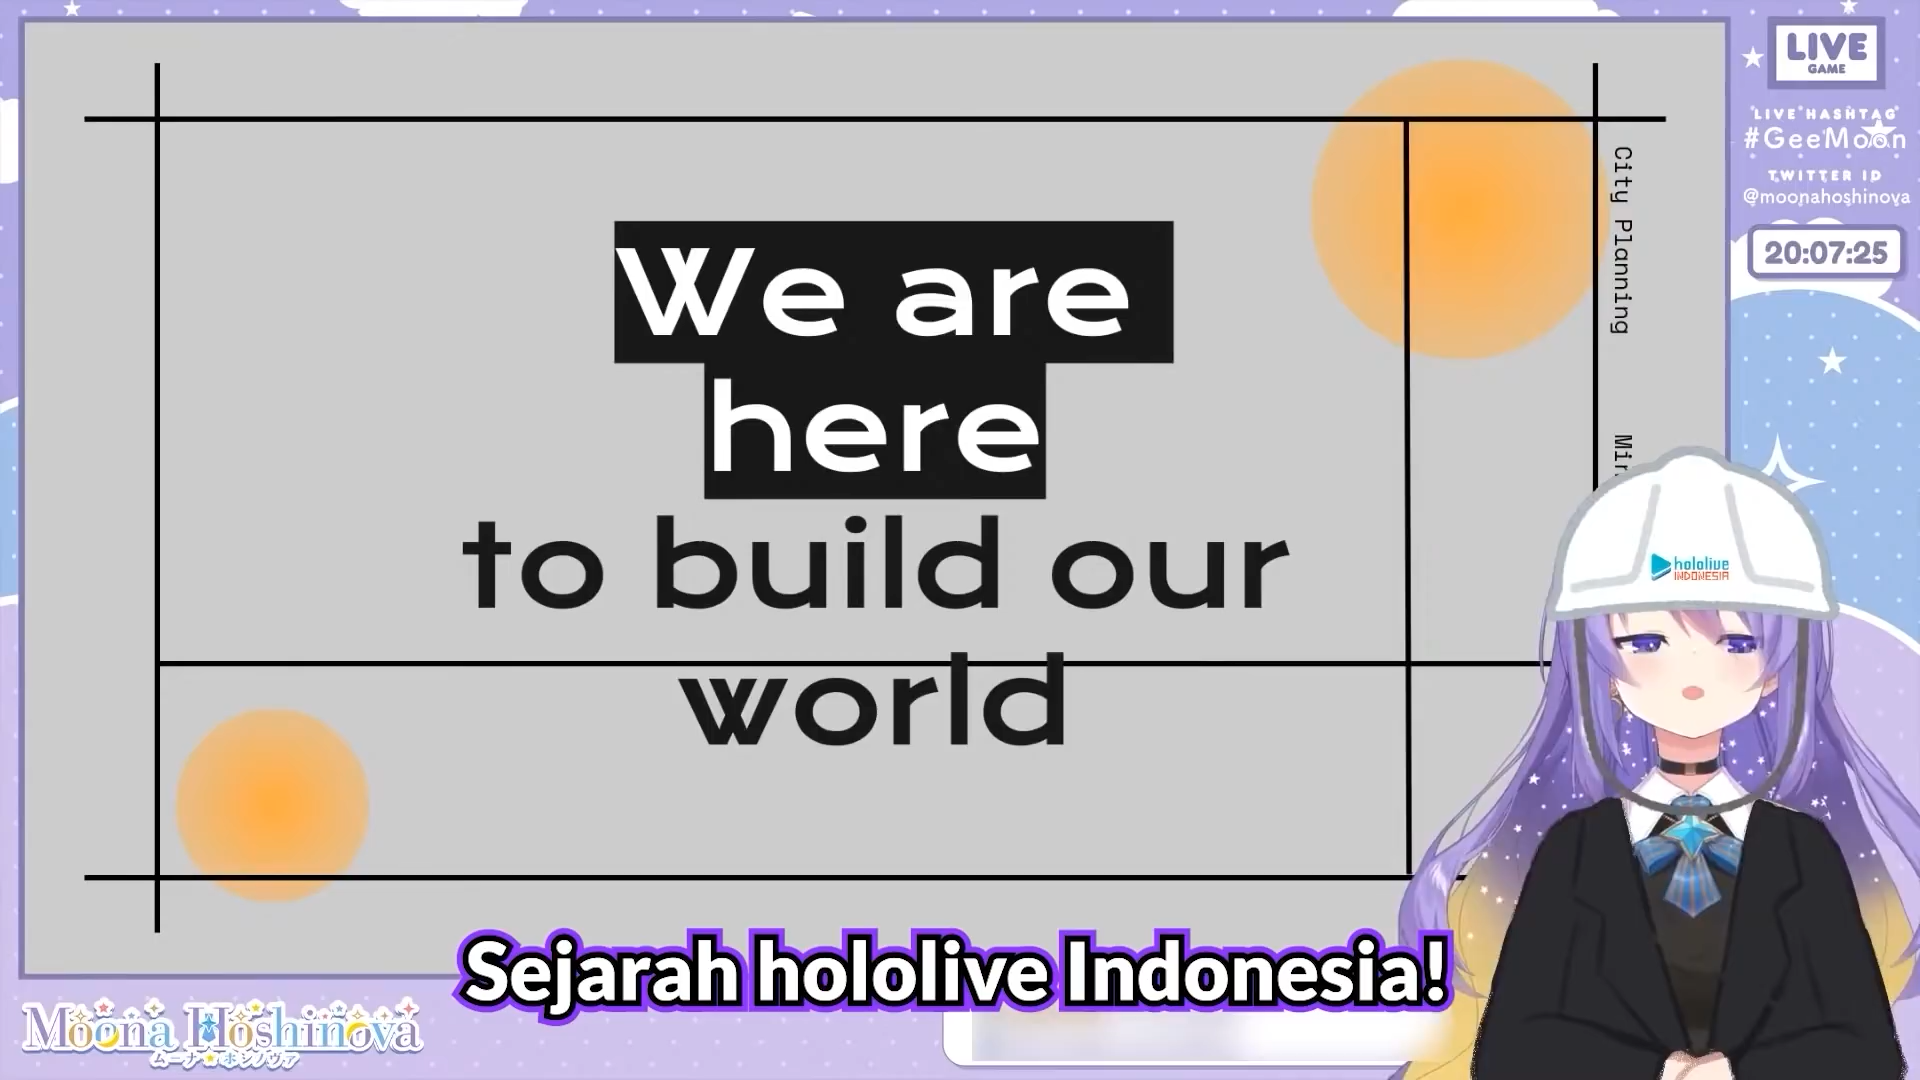 We are
here
to build our
world
City Planning
LIVE
GAME
LIVE HASHTAG
#GeeMoon
TWITTER ID
@moonahoshinova
20:07:25
hololive
INDONESIA
Sejarah hololive Indonesia!
Moona Hoshinova
ムーナ・ホシノヴァ